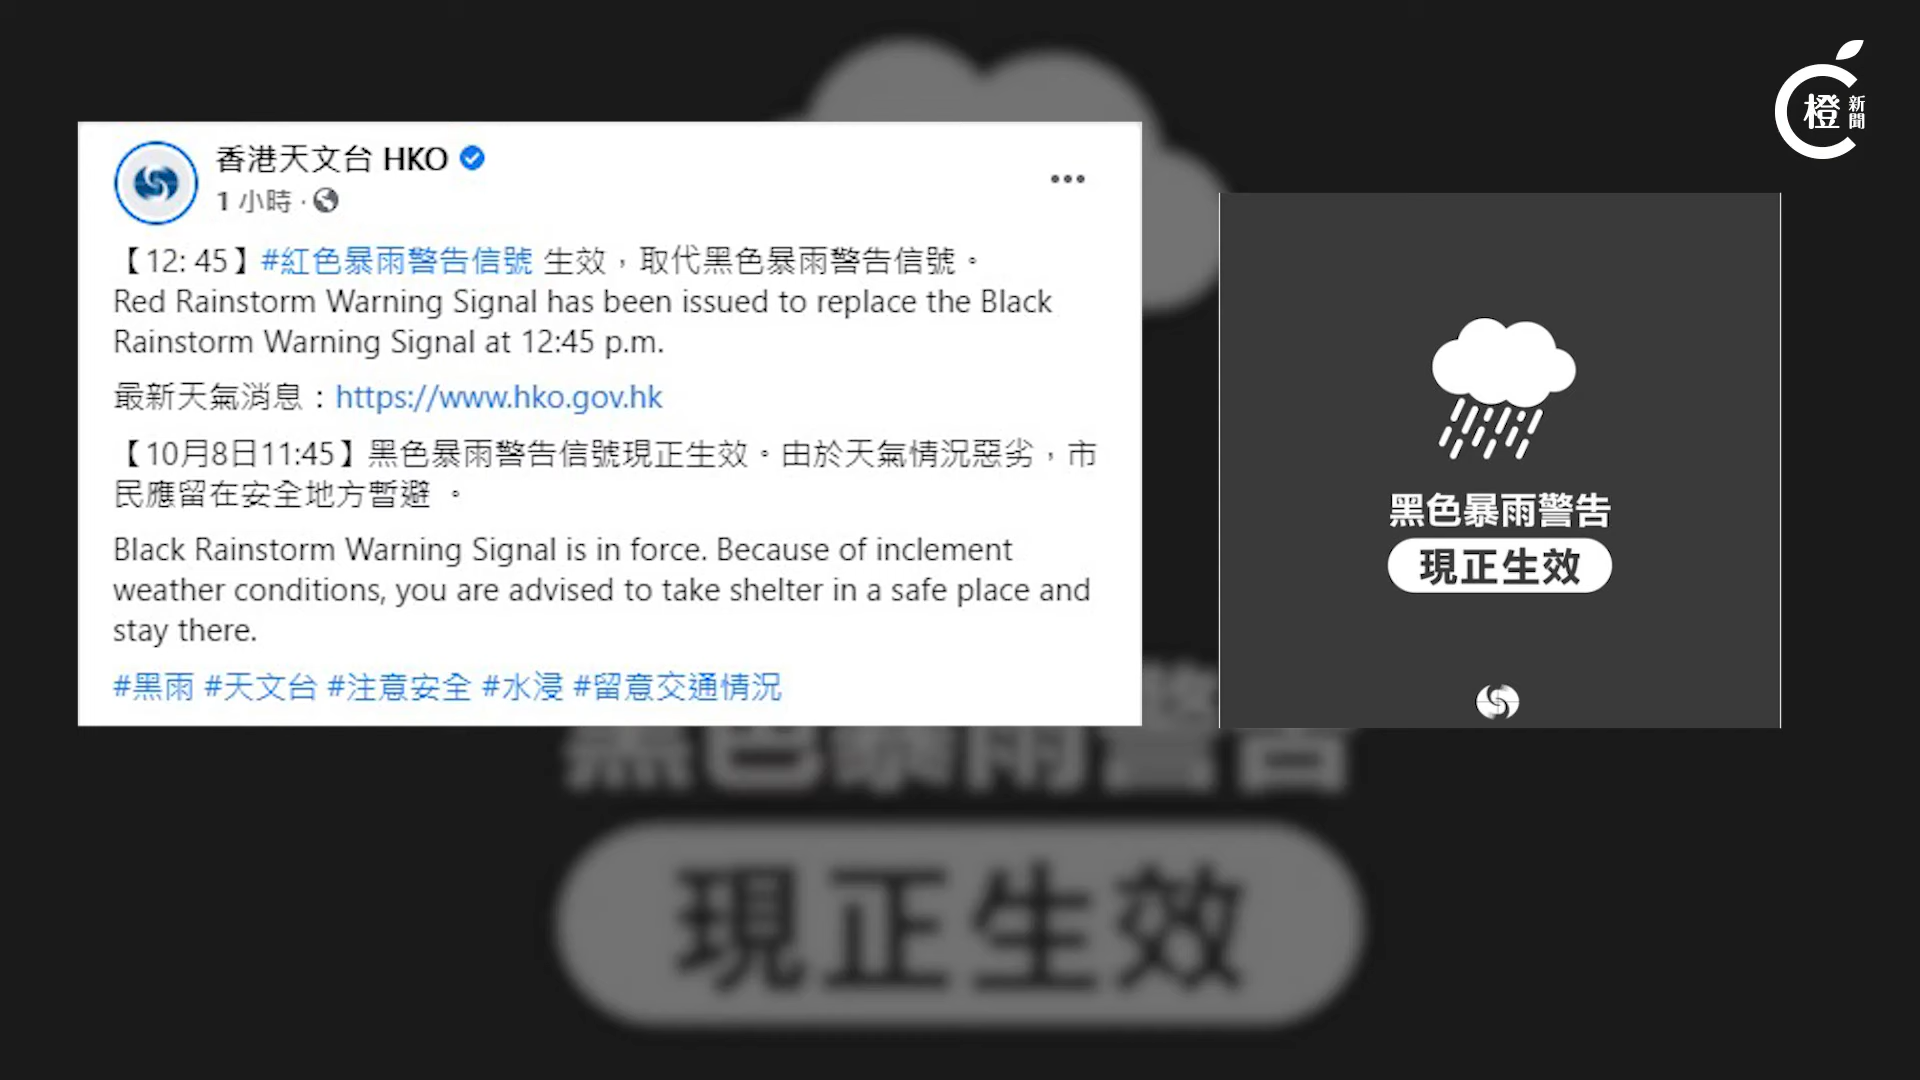 橙新聞
香港天文台 HKO
1 小時 ·
【12: 45】#紅色暴雨警告信號 生效，取代黑色暴雨警告信號。
Red Rainstorm Warning Signal has been issued to replace the Black
Rainstorm Warning Signal at 12:45 p.m.
最新天氣消息：https://www.hko.gov.hk
【10月8日11:45】黑色暴雨警告信號現正生效。由於天氣情況惡劣，市
民應留在安全地方暫避 。
Black Rainstorm Warning Signal is in force. Because of inclement
weather conditions, you are advised to take shelter in a safe place and
stay there.
#黑雨 #天文台 #注意安全 #水浸 #留意交通情況
黑色暴雨警告
現正生效
黑色暴雨警告
現正生效